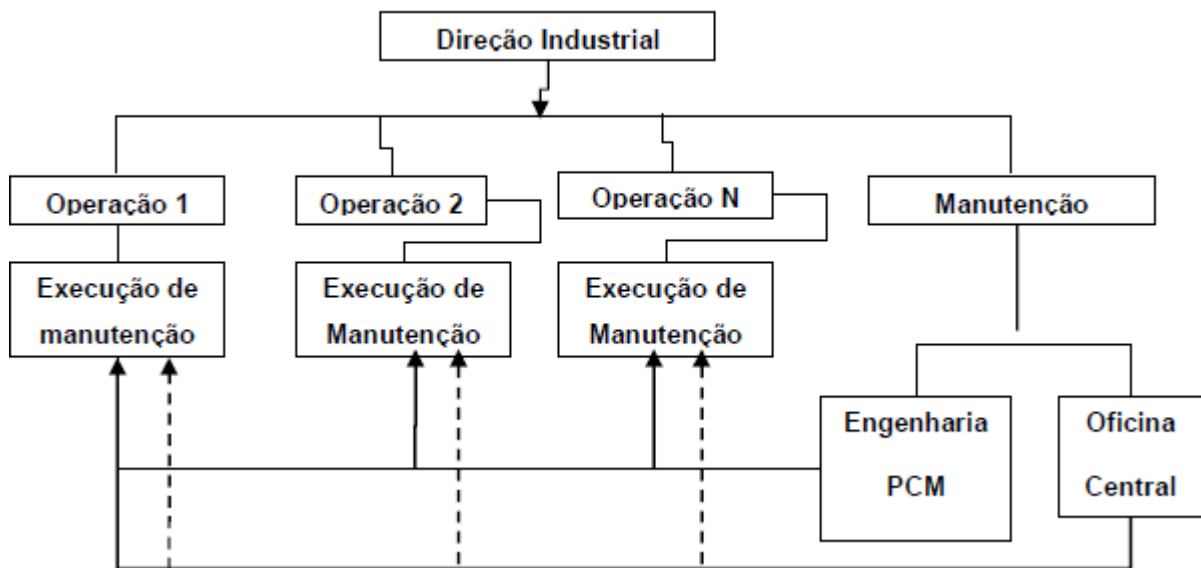 Direção Industrial
Operação 1
Operação 2
Operação N
Manutenção
Execução de
manutenção
Execução de
Manutenção
Execução de
Manutenção
Engenharia
PCM
Oficina
Central